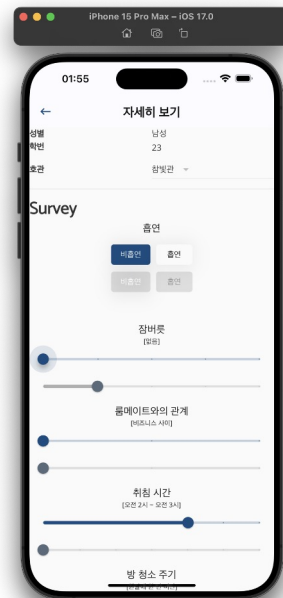 iPhone 15 Pro Max – iOS 17.0
01:55
자세히 보기
성별 남성
학번 23
호관 참빛관
Survey
흡연
비흡연 흡연
비흡연 흡연
잠버릇
[없음]
룸메이트와의 관계
[비즈니스 사이]
취침 시간
[오전 2시 ~ 오전 3시]
방 청소 주기